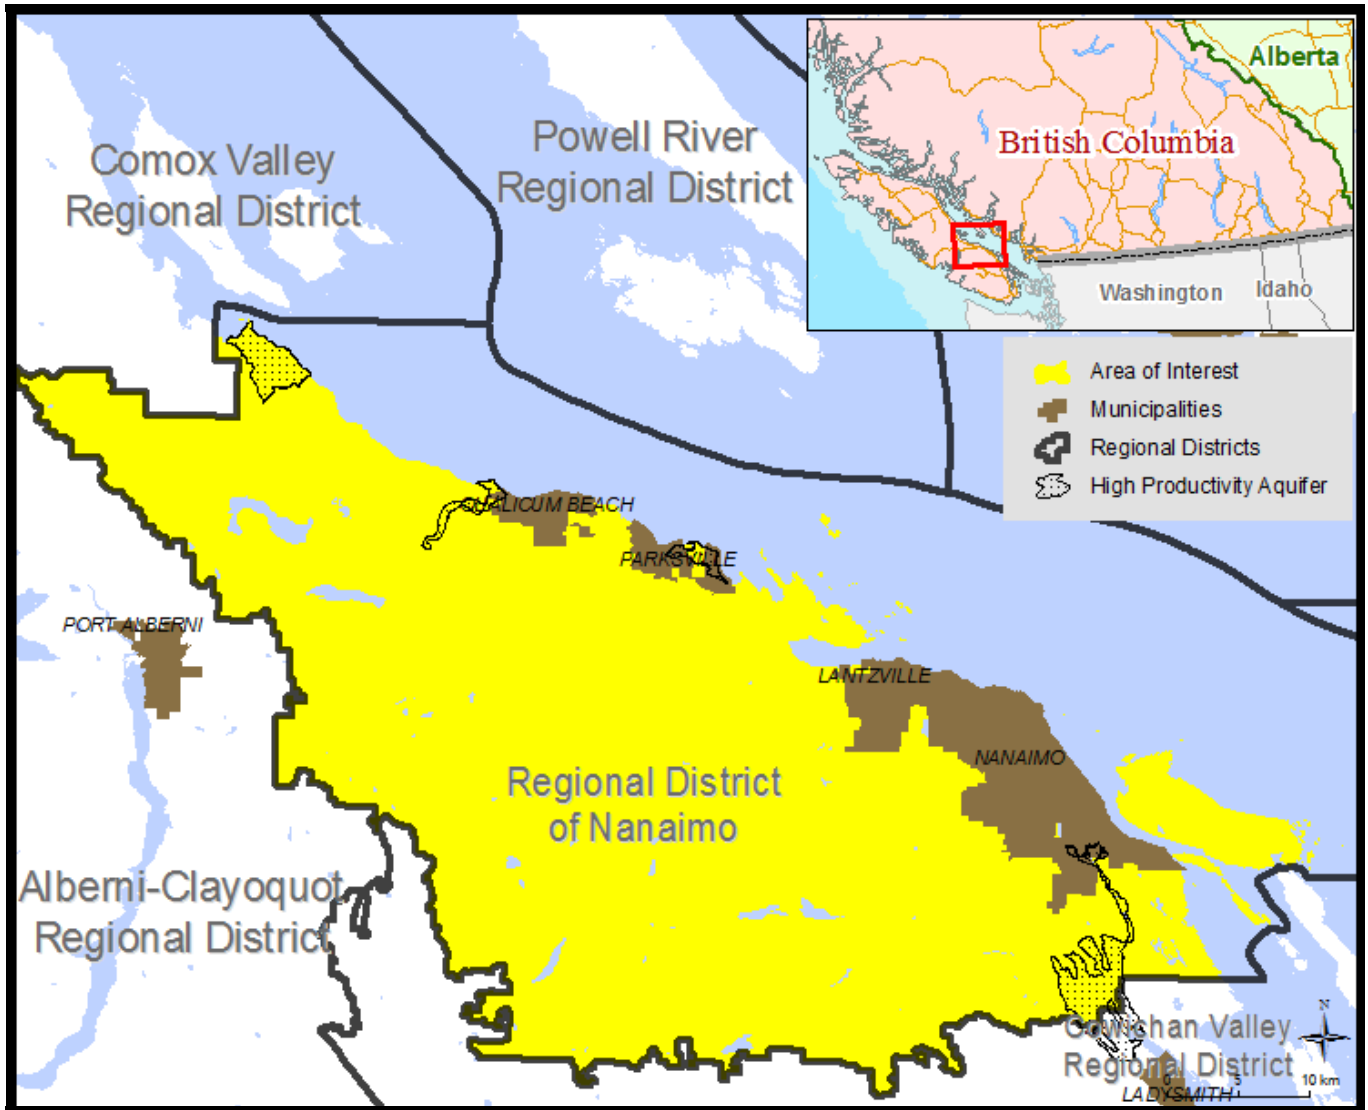 Comox Valley
Regional District
Powell River
Regional District
Alberta
British Columbia
Washington
Idaho
Area of Interest
Municipalities
Regional Districts
High Productivity Aquifer
QUALICUM BEACH
PARKSVILLE
PORT ALBERNI
LANTZVILLE
NANAIMO
Regional District
of Nanaimo
Alberni-Clayoquot
Regional District
N
Cowichan Valley
Regional District
0 5 10 km
LADYSMITH